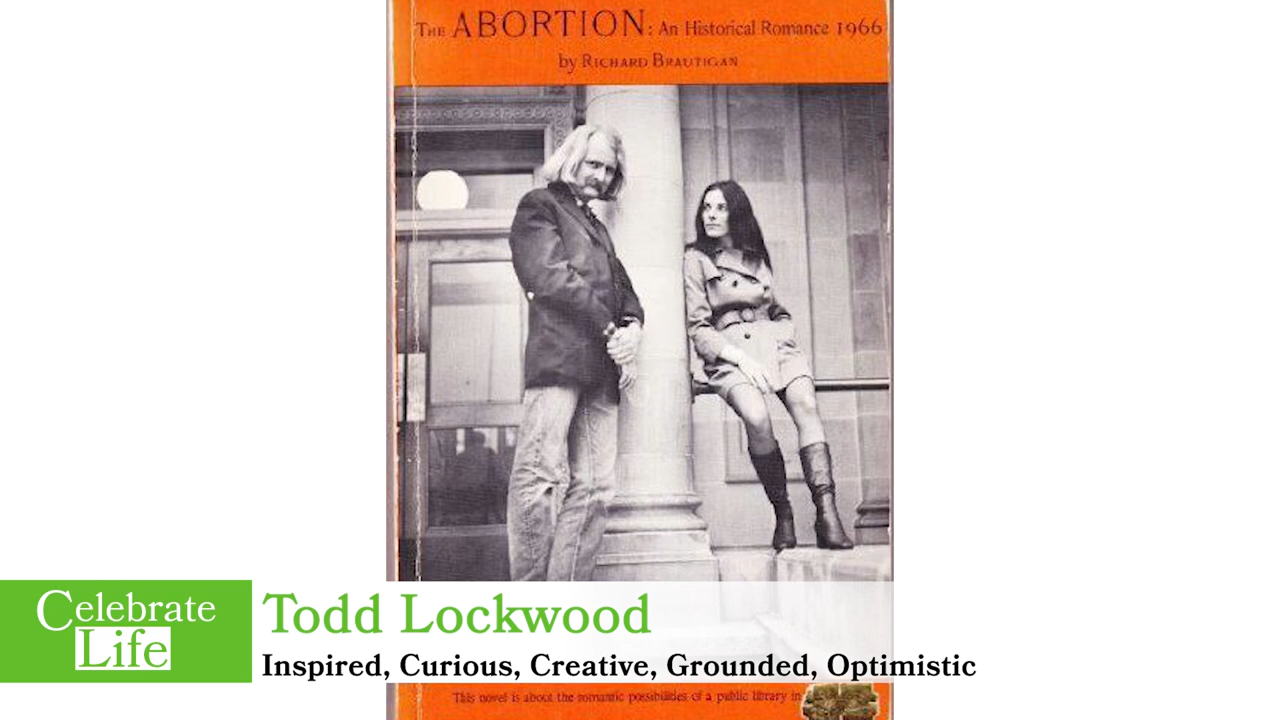 The ABORTION: An Historical Romance 1966
by Richard Brautigan
Celebrate
Life
Todd Lockwood
Inspired, Curious, Creative, Grounded, Optimistic
This novel is about the romantic possibilities of a public library in